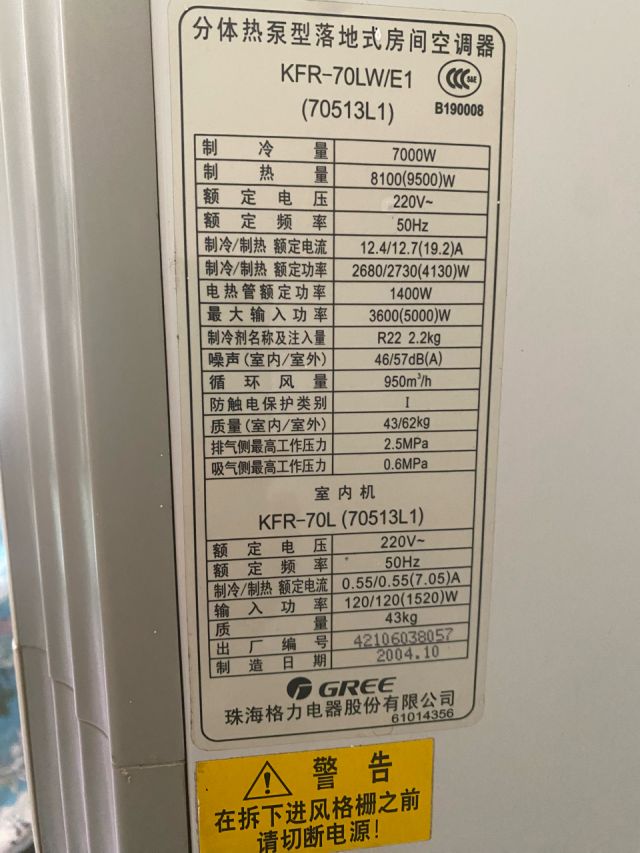 分体热泵型落地式房间空调器
KFR-70LW/E1
(70513L1)
CCC S&E
B190008
制冷量 7000W
制热量 8100(9500)W
额定电压 220V~
额定频率 50Hz
制冷/制热 额定电流 12.4/12.7(19.2)A
制冷/制热 额定功率 2680/2730(4130)W
电热管额定功率 1400W
最大输入功率 3600(5000)W
制冷剂名称及注入量 R22 2.2kg
噪声(室内/室外) 46/57dB(A)
循环风量 950m³/h
防触电保护类别 I
质量(室内/室外) 43/62kg
排气侧最高工作压力 2.5MPa
吸气侧最高工作压力 0.6MPa
室内机
KFR-70L (70513L1)
额定电压 220V~
额定频率 50Hz
制冷/制热 额定电流 0.55/0.55(7.05)A
输入功率 120/120(1520)W
质量 43kg
出厂编号 42106038057
制造日期 2004.10
GREE
珠海格力电器股份有限公司
61014356
警告
在拆下进风格栅之前
请切断电源!